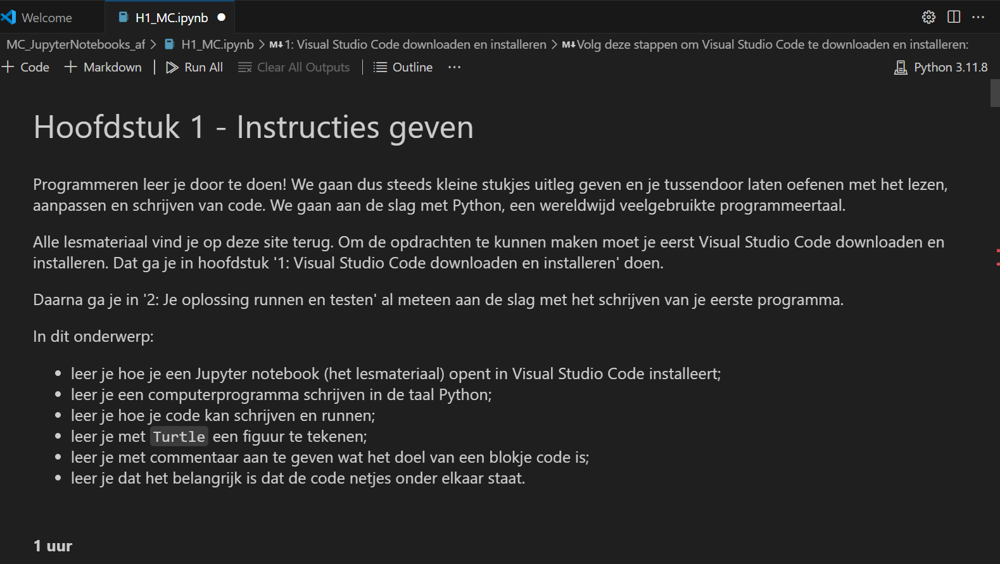 Welcome
H1_MC.ipynb
MC_JupyterNotebooks_af > H1_MC.ipynb > M↓1: Visual Studio Code downloaden en installeren > M↓Volg deze stappen om Visual Studio Code te downloaden en installeren:
+ Code + Markdown | Run All Clear All Outputs | Outline ··· Python 3.11.8
Hoofdstuk 1 - Instructies geven
Programmeren leer je door te doen! We gaan dus steeds kleine stukjes uitleg geven en je tussendoor laten oefenen met het lezen,
aanpassen en schrijven van code. We gaan aan de slag met Python, een wereldwijd veelgebruikte programmeertaal.
Alle lesmateriaal vind je op deze site terug. Om de opdrachten te kunnen maken moet je eerst Visual Studio Code downloaden en
installeren. Dat ga je in hoofdstuk '1: Visual Studio Code downloaden en installeren' doen.
Daarna ga je in '2: Je oplossing runnen en testen' al meteen aan de slag met het schrijven van je eerste programma.
In dit onderwerp:
• leer je hoe je een Jupyter notebook (het lesmateriaal) opent in Visual Studio Code installeert;
• leer je een computerprogramma schrijven in de taal Python;
• leer je hoe je code kan schrijven en runnen;
• leer je met Turtle een figuur te tekenen;
• leer je met commentaar aan te geven wat het doel van een blokje code is;
• leer je dat het belangrijk is dat de code netjes onder elkaar staat.
1 uur